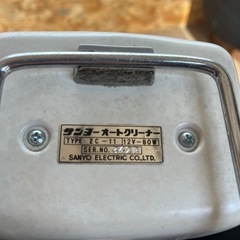 サンヨーオートクリーナー
TYPE ZC-11 12V-80W
SER.NO.
SANYO ELECTRIC CO.,LTD.